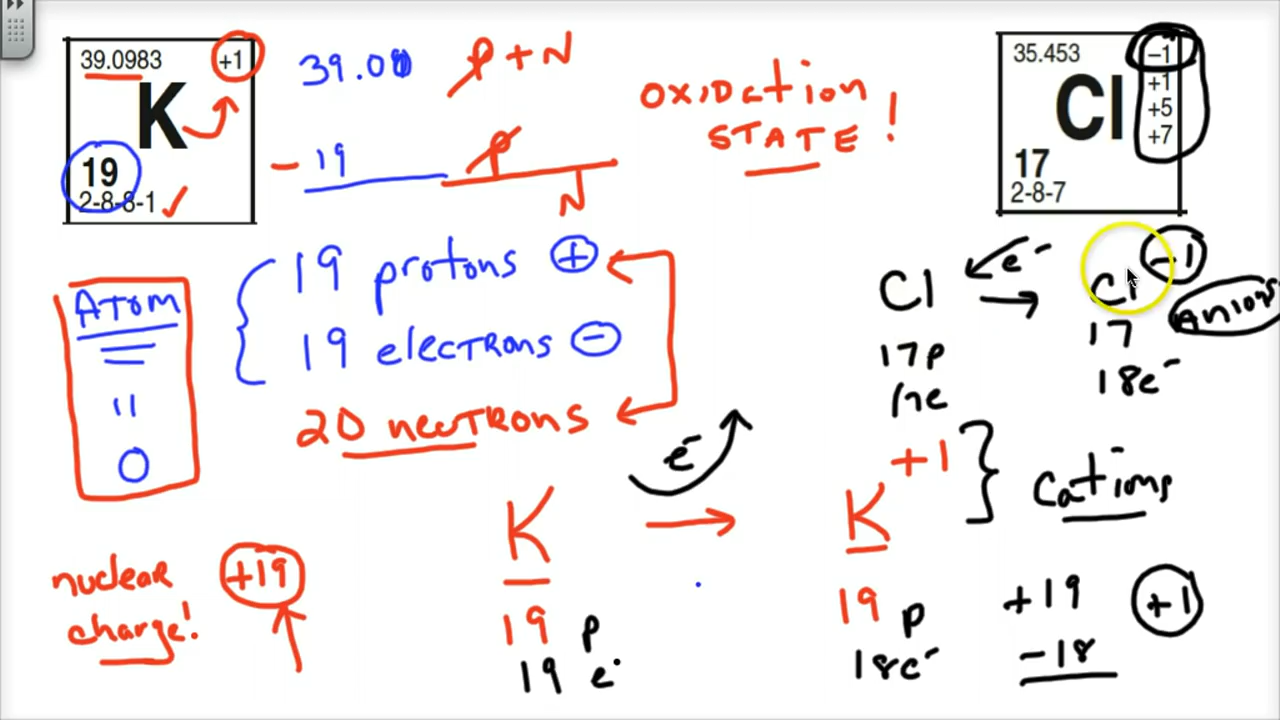 39.0983 +1
K
19
2-8-8-1
39.00 p + N
- 19 p
N
OXIDATION
STATE!
35.453 -1
+1
+5
+7
Cl
17
2-8-7
ATOM
0
19 protons +
19 electrons -
20 neutrons
nuclear
charge!
+19
K
19 p
19 e-
e-
K+1
19 p
18e-
Cations
+19
-18
+1
Cl
17p
17e
e-
Cl-1
17
18e-
Anions